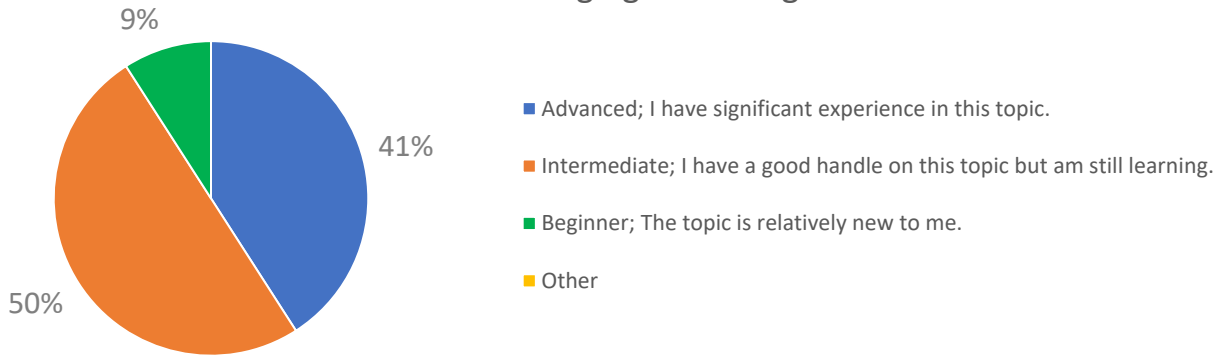 9%
41%
50%
Advanced; I have significant experience in this topic.
Intermediate; I have a good handle on this topic but am still learning.
Beginner; The topic is relatively new to me.
Other